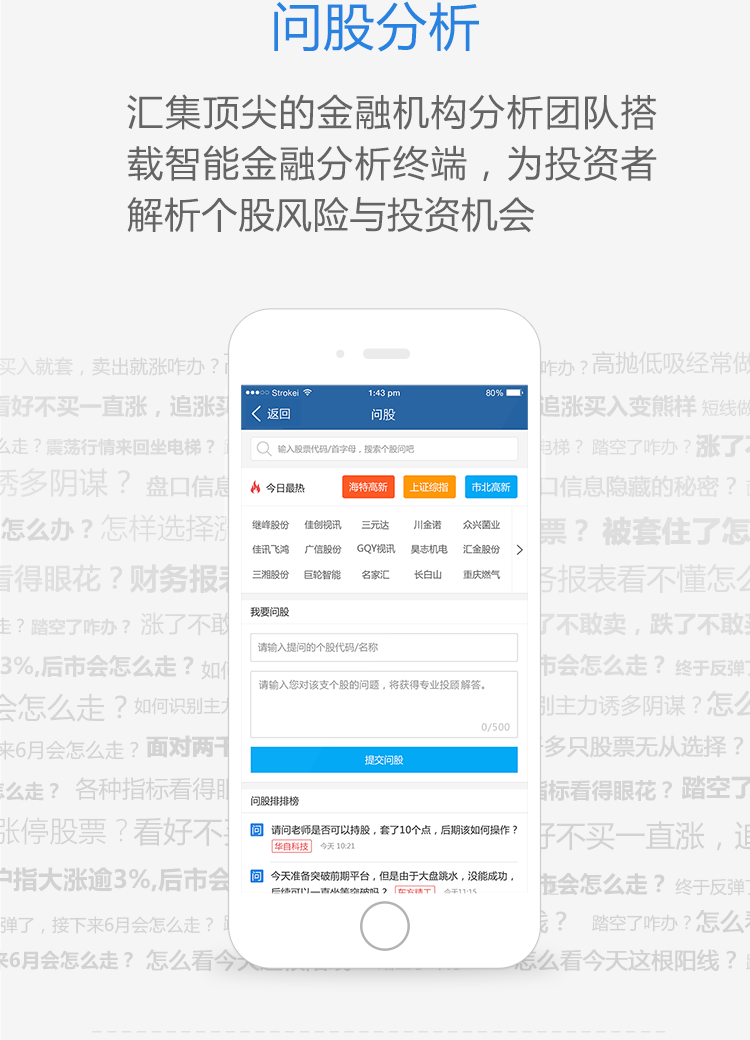 问股分析
汇集顶尖的金融机构分析团队搭
载智能金融分析终端，为投资者
解析个股风险与投资机会
买入就套，卖出就涨咋办？
咋办？高抛低吸经常做
看好不买一直涨，追涨买
追涨买入变熊样 短线做
么走？震荡行情来回坐电梯？
电梯？ 踏空了咋办？涨了不
诱多阴谋？ 盘口信息
口信息隐藏的秘密？
怎么办？怎样选择涨
票？ 被套住了怎
看得眼花？财务报表
务报表看不懂怎么
走？踏空了咋办？ 涨了不敢
了不敢卖，跌了不敢买
3%,后市会怎么走？如何
市会怎么走？ 终于反弹了
会怎么走？如何识别主力
别主力诱多阴谋？怎么
来6月会怎么走？面对两千
多只股票无从选择？
么走？ 各种指标看得眼
指标看得眼花？踏空了
涨停股票？看好不买
好不买一直涨，追
户指大涨逾3%,后市会
市会怎么走？ 终于反弹
弹了，接下来6月会怎么走？
踏空了咋办？怎么看
来6月会怎么走？ 怎么看今天这根阳线
怎么看今天这根阳线？
Strokei 1:43 pm 80%
返回 问股
输入股票代码/首字母，搜索个股问吧
今日最热 海特高新 上证综指 市北高新
继峰股份 佳创视讯 三元达 川金诺 众兴菌业
佳讯飞鸿 广信股份 GQY视讯 昊志机电 汇金股份
三湘股份 巨轮智能 名家汇 长白山 重庆燃气
我要问股
请输入提问的个股代码/名称
请输入您对该支个股的问题，将获得专业投顾解答。
0/500
提交问股
问股排排榜
问 请问老师是否可以持股，套了10个点，后期该如何操作？
华自科技 今天 10:21
问 今天准备突破前期平台，但是由于大盘跳水，没能成功，
后续可以一直坐等突破吗？ 东方精工 今天11:15